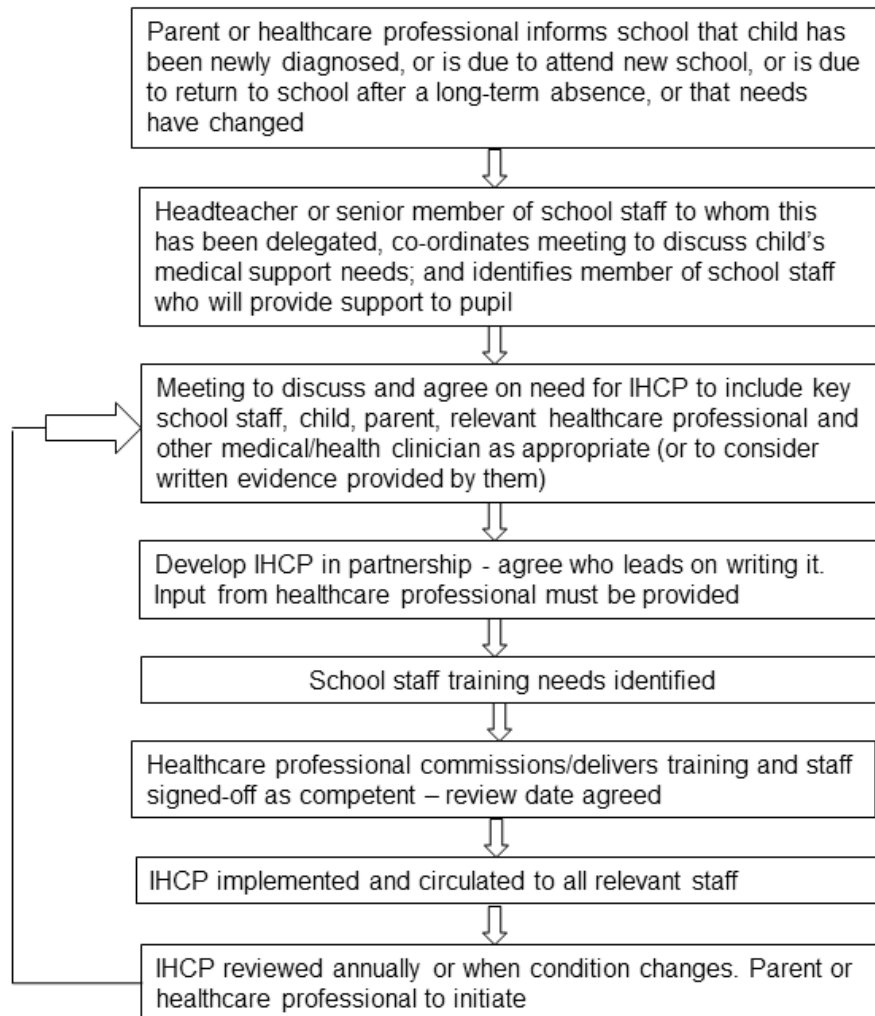 Parent or healthcare professional informs school that child has
been newly diagnosed, or is due to attend new school, or is due
to return to school after a long-term absence, or that needs
have changed
Headteacher or senior member of school staff to whom this
has been delegated, co-ordinates meeting to discuss child's
medical support needs; and identifies member of school staff
who will provide support to pupil
Meeting to discuss and agree on need for IHCP to include key
school staff, child, parent, relevant healthcare professional and
other medical/health clinician as appropriate (or to consider
written evidence provided by them)
Develop IHCP in partnership - agree who leads on writing it.
Input from healthcare professional must be provided
School staff training needs identified
Healthcare professional commissions/delivers training and staff
signed-off as competent – review date agreed
IHCP implemented and circulated to all relevant staff
IHCP reviewed annually or when condition changes. Parent or
healthcare professional to initiate